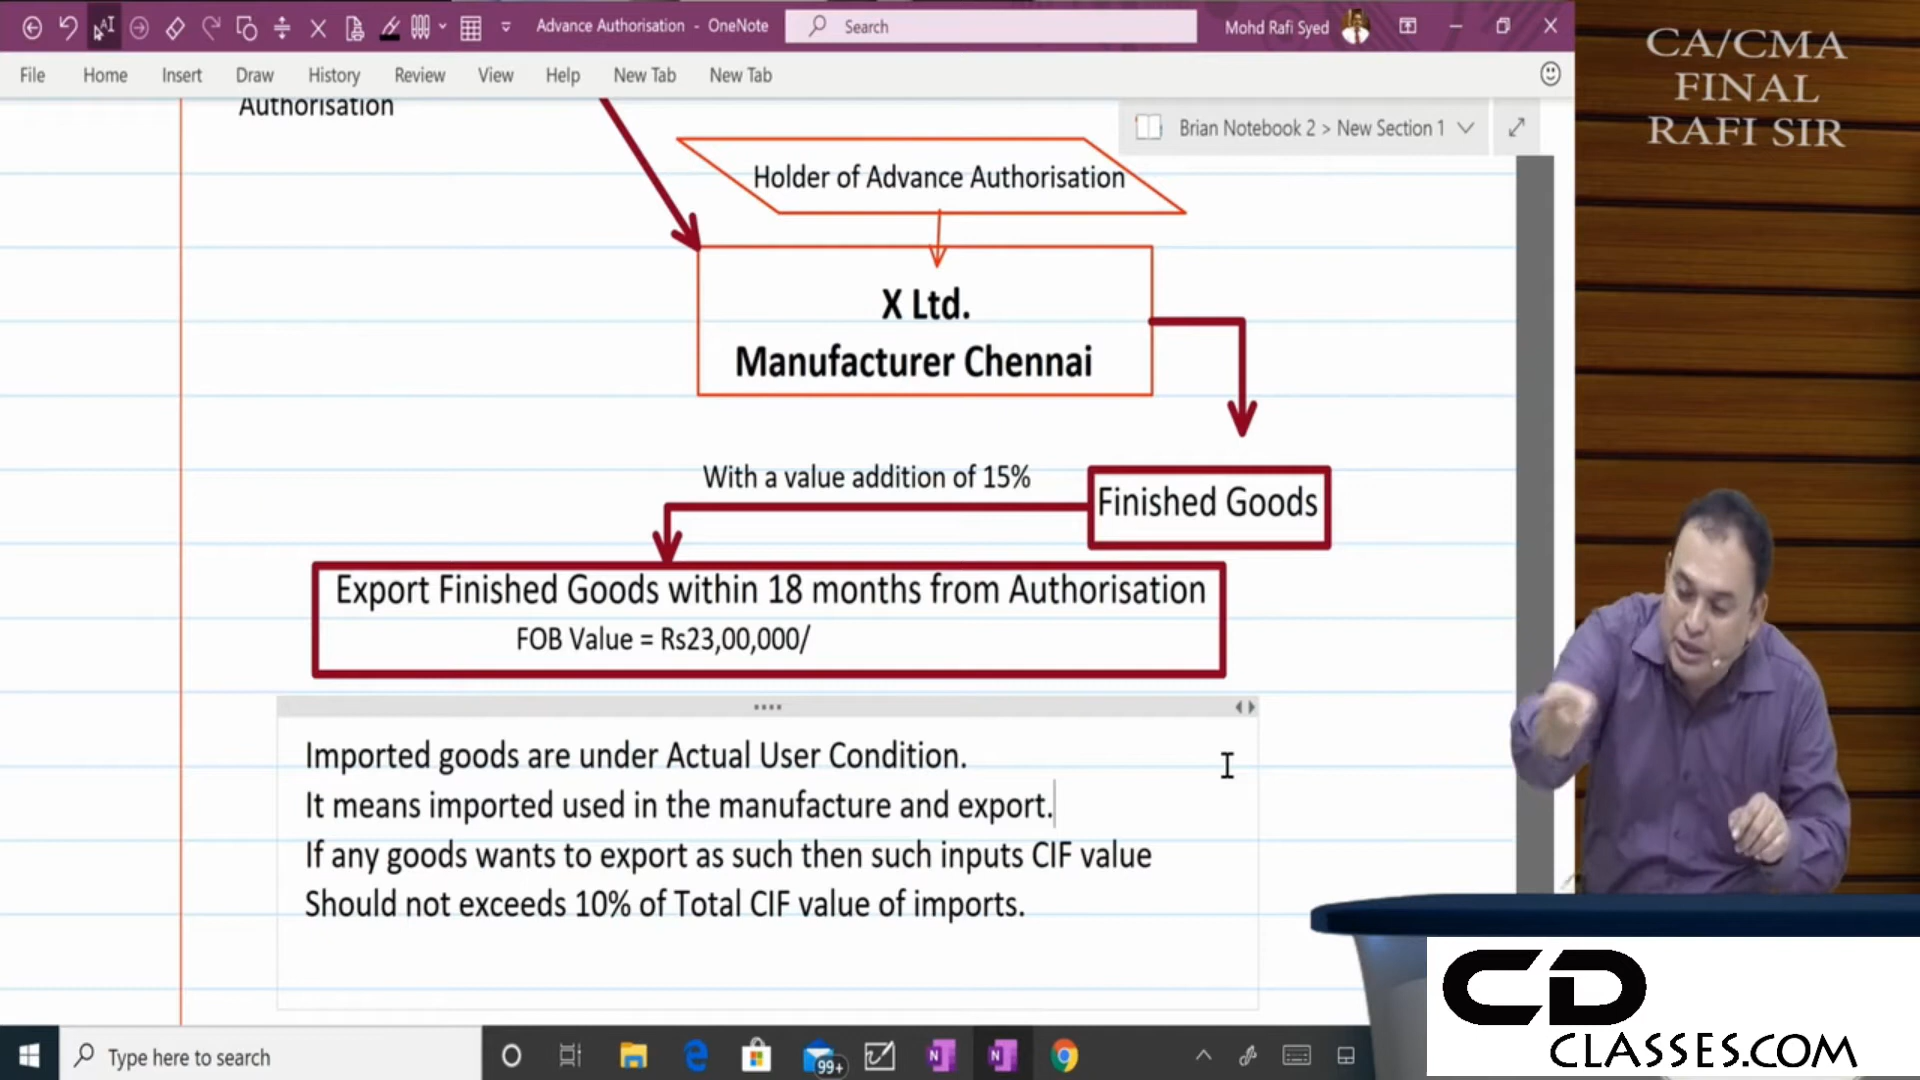 Advance Authorisation - OneNote
Search
Mohd Rafi Syed
File Home Insert Draw History Review View Help New Tab New Tab
Authorisation
Brian Notebook 2 > New Section 1
Holder of Advance Authorisation
X Ltd.
Manufacturer Chennai
With a value addition of 15%
Finished Goods
Export Finished Goods within 18 months from Authorisation
FOB Value = Rs23,00,000/
Imported goods are under Actual User Condition.
It means imported used in the manufacture and export.
If any goods wants to export as such then such inputs CIF value
Should not exceeds 10% of Total CIF value of imports.
Type here to search
99+
CA/CMA
FINAL
RAFI SIR
CD
CLASSES.COM